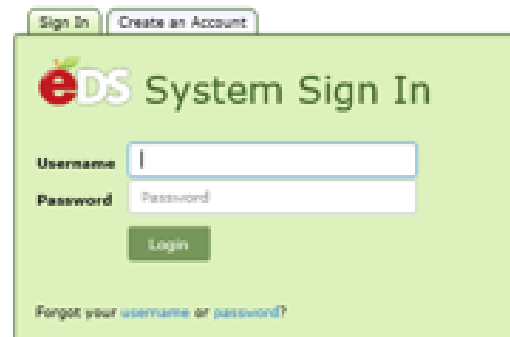 Sign In Create an Account
eDS System Sign In
Username
Password Password
Login
Forgot your username or password?